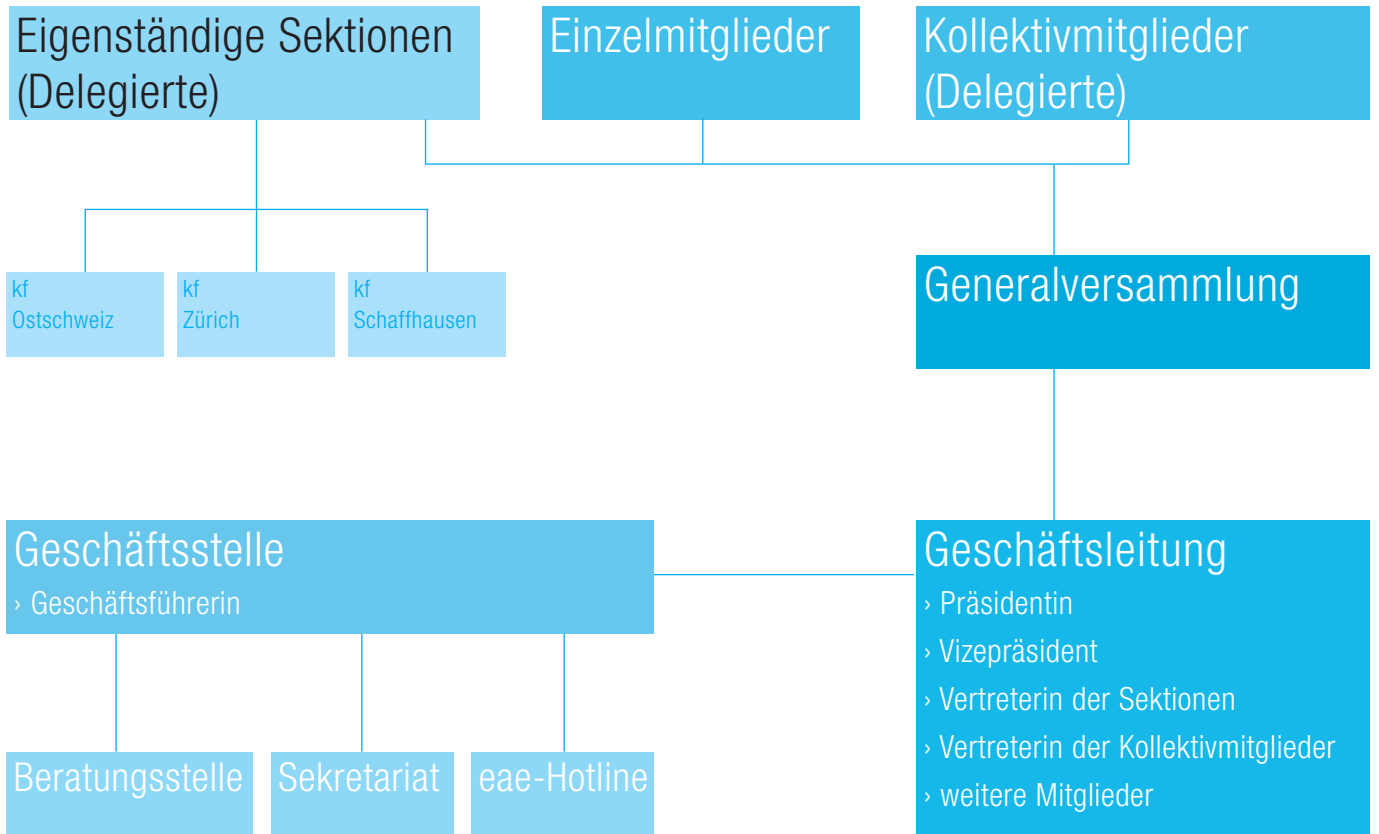 Eigenständige Sektionen
(Delegierte)
Einzelmitglieder
Kollektivmitglieder
(Delegierte)
kf
Ostschweiz
kf
Zürich
kf
Schaffhausen
Generalversammlung
Geschäftsstelle
› Geschäftsführerin
Geschäftsleitung
› Präsidentin
› Vizepräsident
› Vertreterin der Sektionen
› Vertreterin der Kollektivmitglieder
› weitere Mitglieder
Beratungsstelle
Sekretariat
eae-Hotline